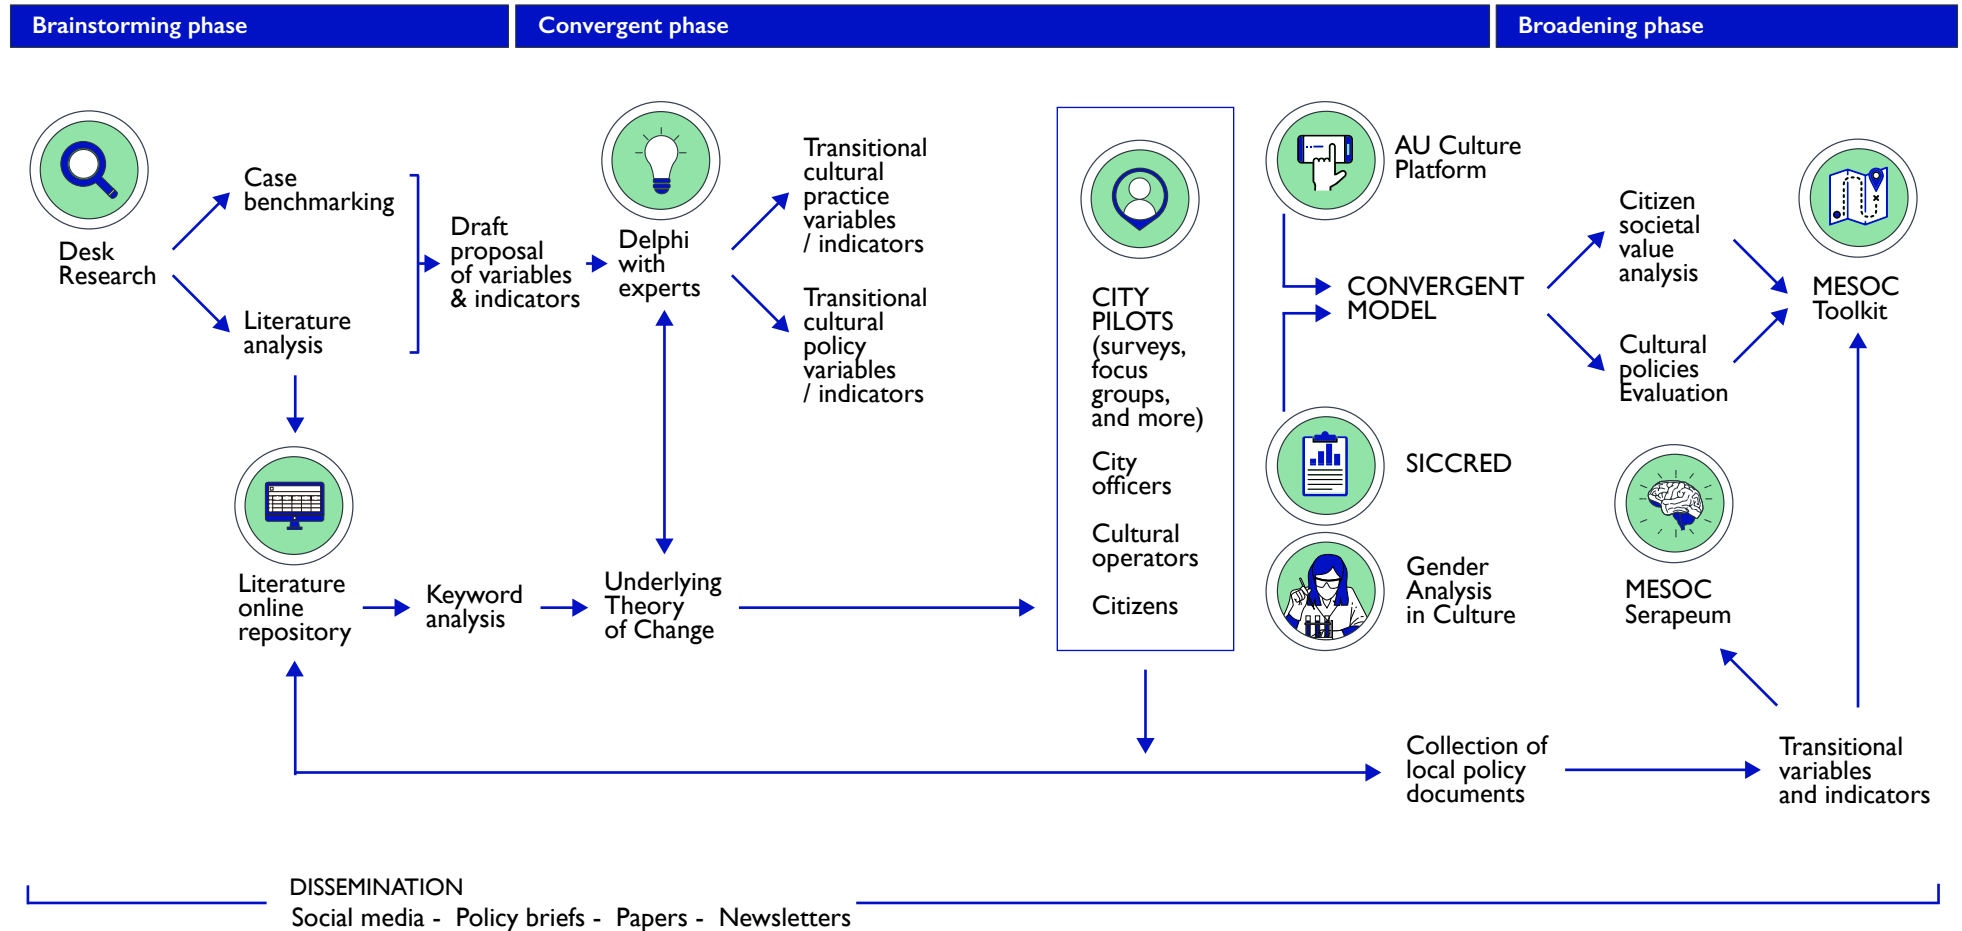 Brainstorming phase
Convergent phase
Broadening phase
Desk
Research
Case
benchmarking
Literature
analysis
Draft
proposal
of variables
& indicators
Delphi
with
experts
Transitional
cultural
practice
variables
/ indicators
Transitional
cultural
policy
variables
/ indicators
Literature
online
repository
Keyword
analysis
Underlying
Theory
of Change
CITY
PILOTS
(surveys,
focus
groups,
and more)
City
officers
Cultural
operators
Citizens
AU Culture
Platform
CONVERGENT
MODEL
SICCRED
Gender
Analysis
in Culture
Citizen
societal
value
analysis
Cultural
policies
Evaluation
MESOC
Toolkit
MESOC
Serapeum
Collection of
local policy
documents
Transitional
variables
and indicators
DISSEMINATION
Social media - Policy briefs - Papers - Newsletters